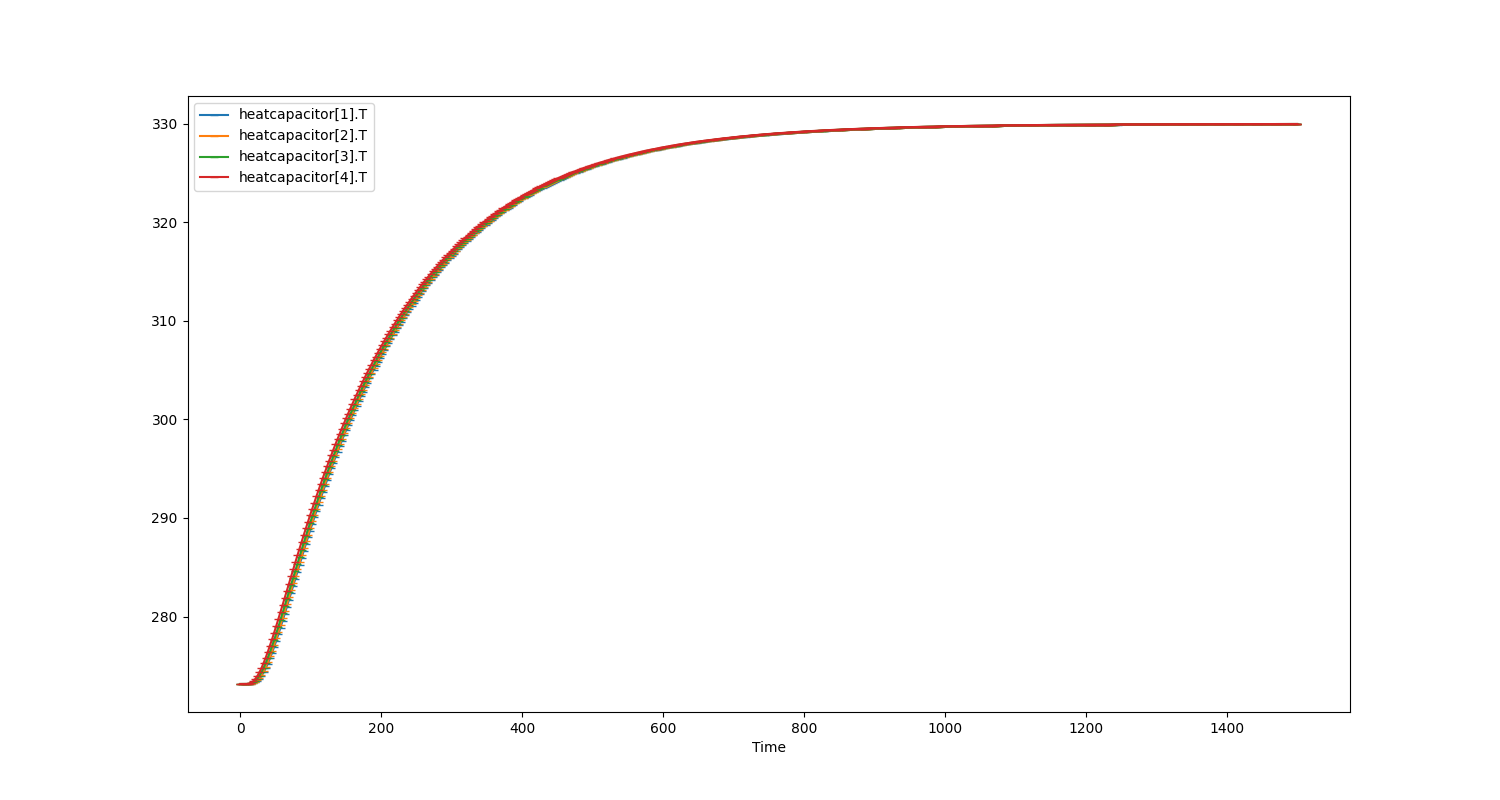 heatcapacitor[1].T
heatcapacitor[2].T
heatcapacitor[3].T
heatcapacitor[4].T
330
320
310
300
290
280
0 200 400 600 800 1000 1200 1400
Time